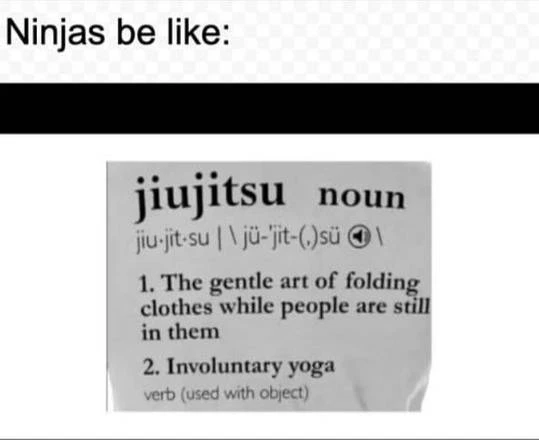 Ninjas be like:
jiujitsu noun
jiu·jit·su | \ jü-'jit-(,)sü \
1. The gentle art of folding
clothes while people are still
in them
2. Involuntary yoga
verb (used with object)